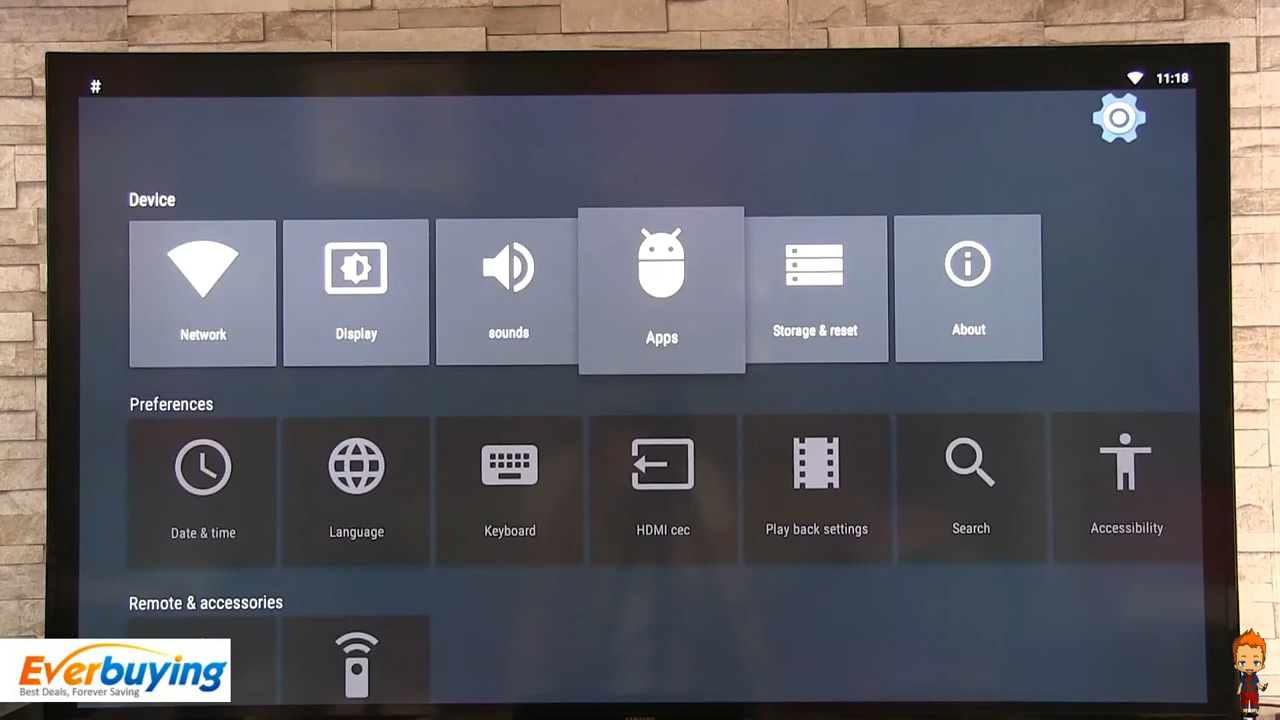 #
11:18
Device
Network
Display
sounds
Apps
Storage & reset
About
Preferences
Date & time
Language
Keyboard
HDMI cec
Play back settings
Search
Accessibility
Remote & accessories
Everbuying
Best Deals, Forever Saving